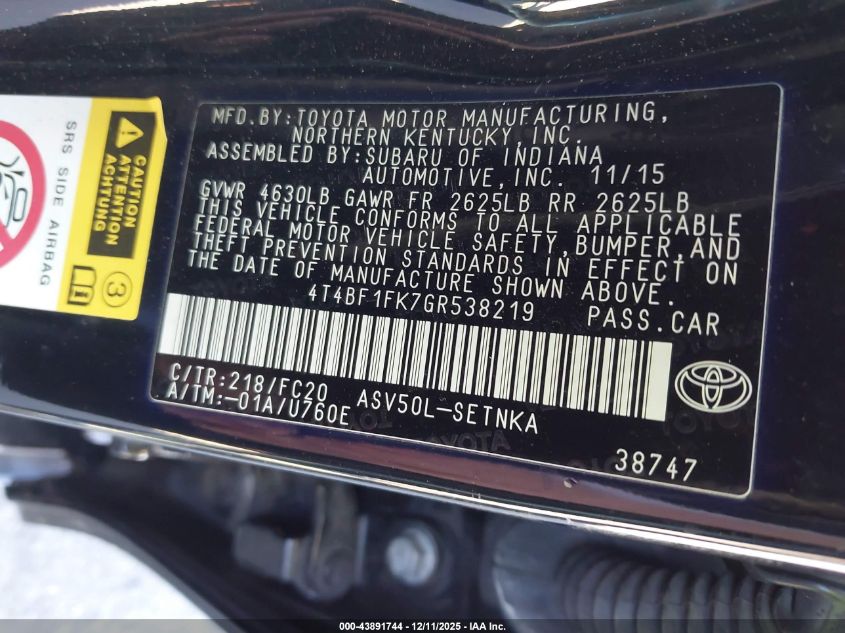 MFD.BY:TOYOTA MOTOR MANUFACTURING,
NORTHERN KENTUCKY,INC.
ASSEMBLED BY:SUBARU OF INDIANA
AUTOMOTIVE,INC. 11/15
GVWR 4630LB GAWR FR 2625LB RR 2625LB
THIS VEHICLE CONFORMS TO ALL APPLICABLE
FEDERAL MOTOR VEHICLE SAFETY,BUMPER,AND
THEFT PREVENTION STANDARDS IN EFFECT ON
THE DATE OF MANUFACTURE SHOWN ABOVE.
4T4BF1FK7GR538219 PASS.CAR
C/TR:218/FC20 ASV50L-SETNKA
A/TM:-01A/U760E
38747
TOYOTA
CAUTION
ATTENTION
ACHTUNG
SRS SIDE AIRBAG
3
000-43891744 - 12/11/2025 - IAA Inc.